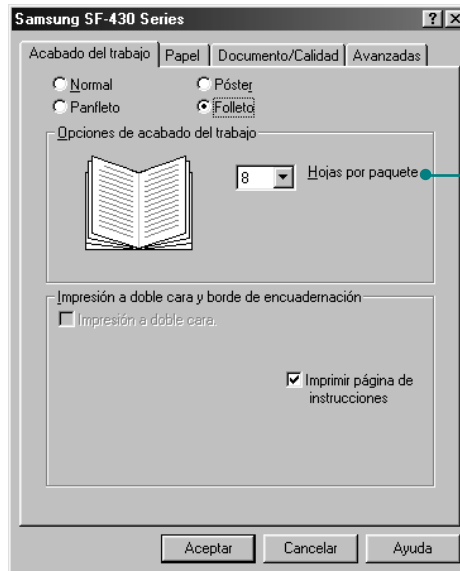 Samsung SF-430 Series
Acabado del trabajo Papel Documento/Calidad Avanzadas
Normal Póster
Panfleto Folleto
Opciones de acabado del trabajo
8 Hojas por paquete
Impresión a doble cara y borde de encuadernación
Impresión a doble cara.
Imprimir página de
instrucciones
Aceptar Cancelar Ayuda